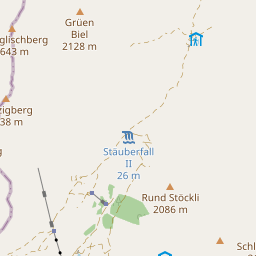 Grüen
Biel
2128 m
glischberg
643 m
zigberg
38 m
Stäuberfall
II
26 m
Rund Stöckli
2086 m
Schl